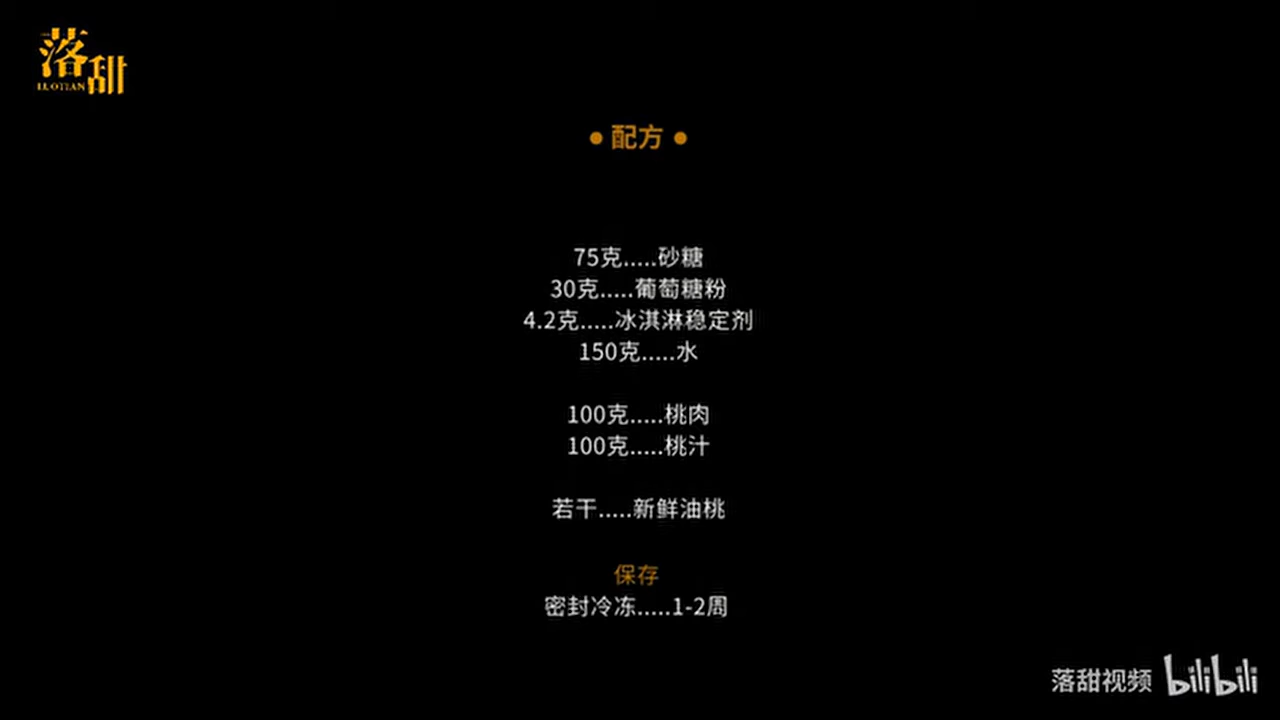 落甜
LUOTIAN
• 配方 •
75克.....砂糖
30克.....葡萄糖粉
4.2克.....冰淇淋稳定剂
150克.....水
100克.....桃肉
100克.....桃汁
若干.....新鲜油桃
保存
密封冷冻.....1-2周
落甜视频 bilibili